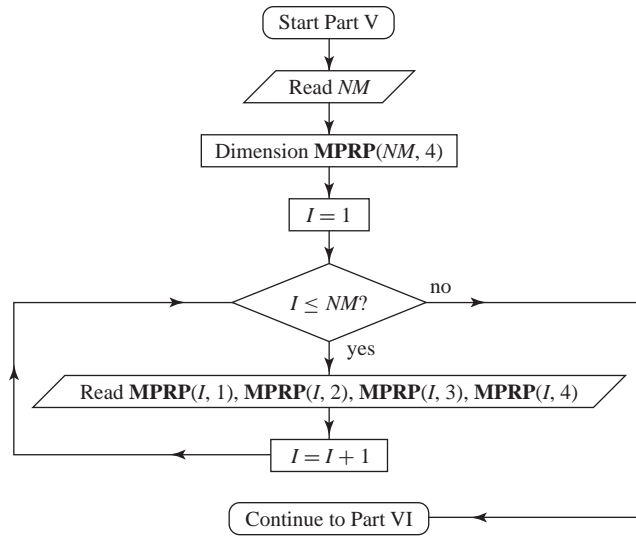 Start Part V
Read NM
Dimension MPRP(NM, 4)
I = 1
I ≤ NM?
no
yes
Read MPRP(I, 1), MPRP(I, 2), MPRP(I, 3), MPRP(I, 4)
I = I + 1
Continue to Part VI